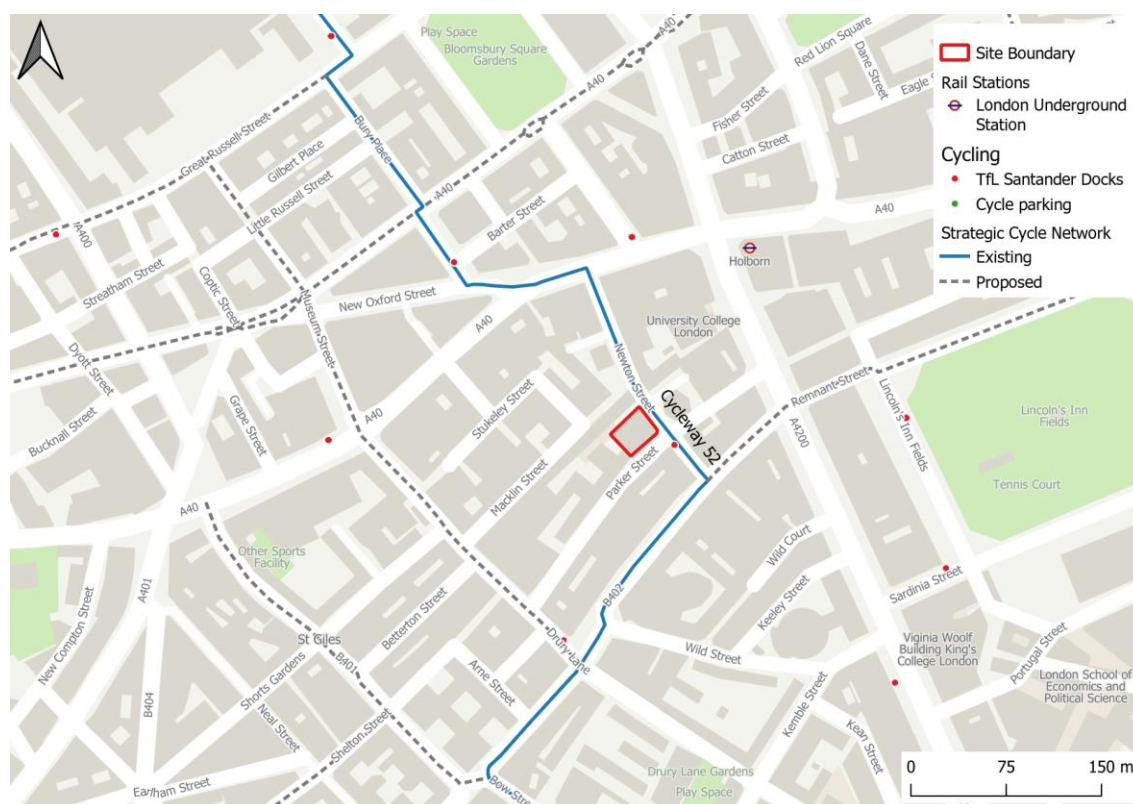 Play Space
Bloomsbury Square
Gardens
A40
Red Lion Square
Dane Street
Eagle S
Fisher Street
Catton Street
Great Russell Street
Bury Place
Gilbert Place
Little Russell Street
A40
Barter Street
A40
Holborn
A400
Streatham Street
Coptic Street
Museum Street
New Oxford Street
A40
University College
London
Newton Street
Cycleway 52
Remnant Street
A4200
Lincoln's Inn Fields
Lincoln's Inn
Fields
Tennis Court
Dyott Street
Bucknall Street
Grape Street
A40
Stukeley Street
Macklin Street
Parker Street
A40
Other Sports
Facility
Wild Court
Keeley Street
Sardinia Street
B402
New Compton Street
A401
B404
St Giles
Betterton Street
Shorts Gardens
B401
Neal Street
Shelton Street
Earlham Street
Arne Street
Drury Lane
Wild Street
Kemble Street
Kean Street
Viginia Woolf
Building King's
College London
Portugal Street
London School of
Economics and
Political Science
Drury Lane Gardens
Play Space
Bow Str
Site Boundary
Rail Stations
London Underground
Station
Cycling
TfL Santander Docks
Cycle parking
Strategic Cycle Network
Existing
Proposed
0 75 150 m